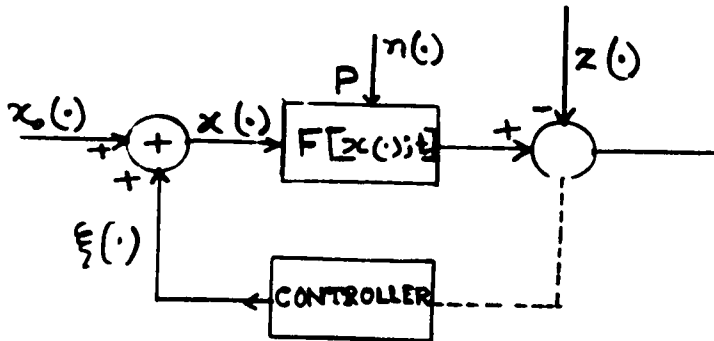 n(·)
P
z(·)
-
x₀(·)
+
+
x(·)
F[x(·);t]
+
+
ξ(·)
CONTROLLER